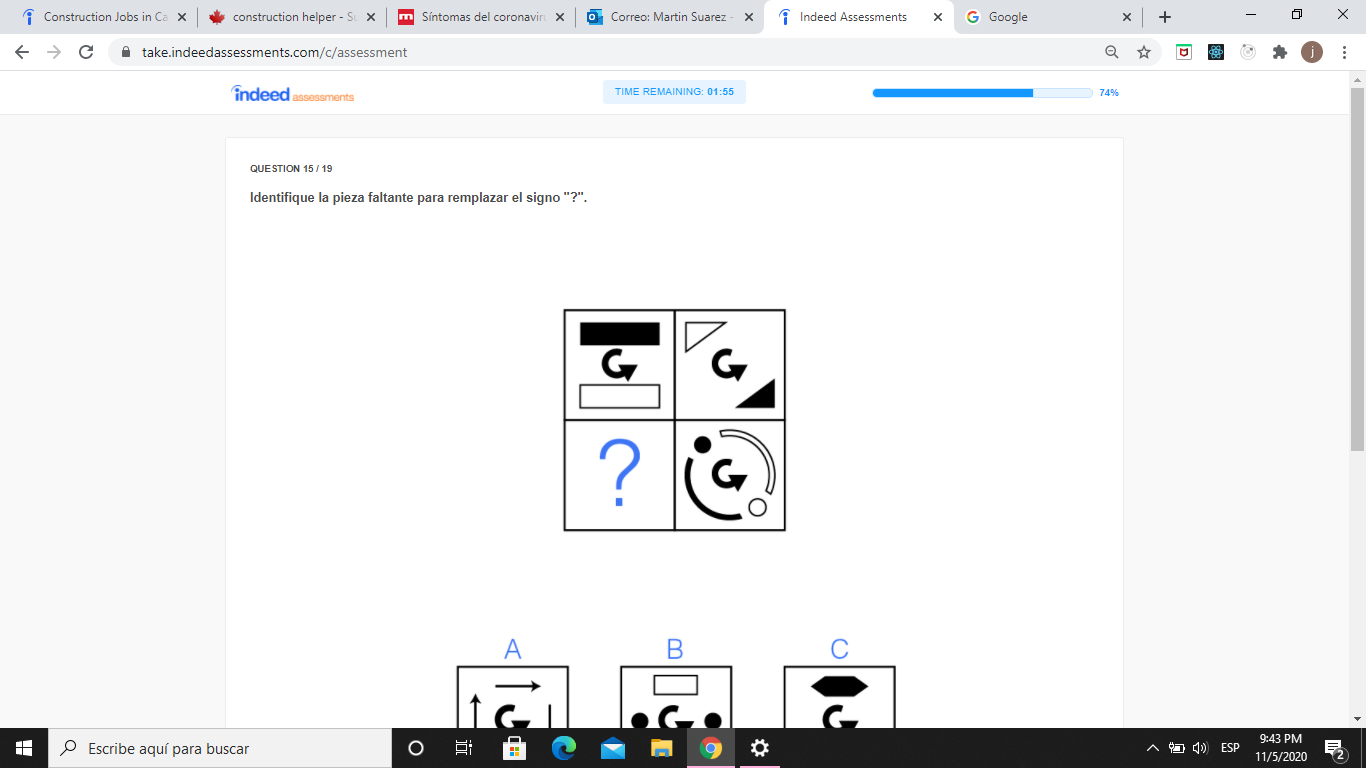 Construction Jobs in Ca
construction helper - Su
Síntomas del coronaviru
Correo: Martin Suarez -
Indeed Assessments
Google
take.indeedassessments.com/c/assessment
j
indeed assessments
TIME REMAINING: 01:55
74%
QUESTION 15 / 19
Identifique la pieza faltante para remplazar el signo "?".
?
A B C
Escribe aquí para buscar
ESP
9:43 PM
11/5/2020
2